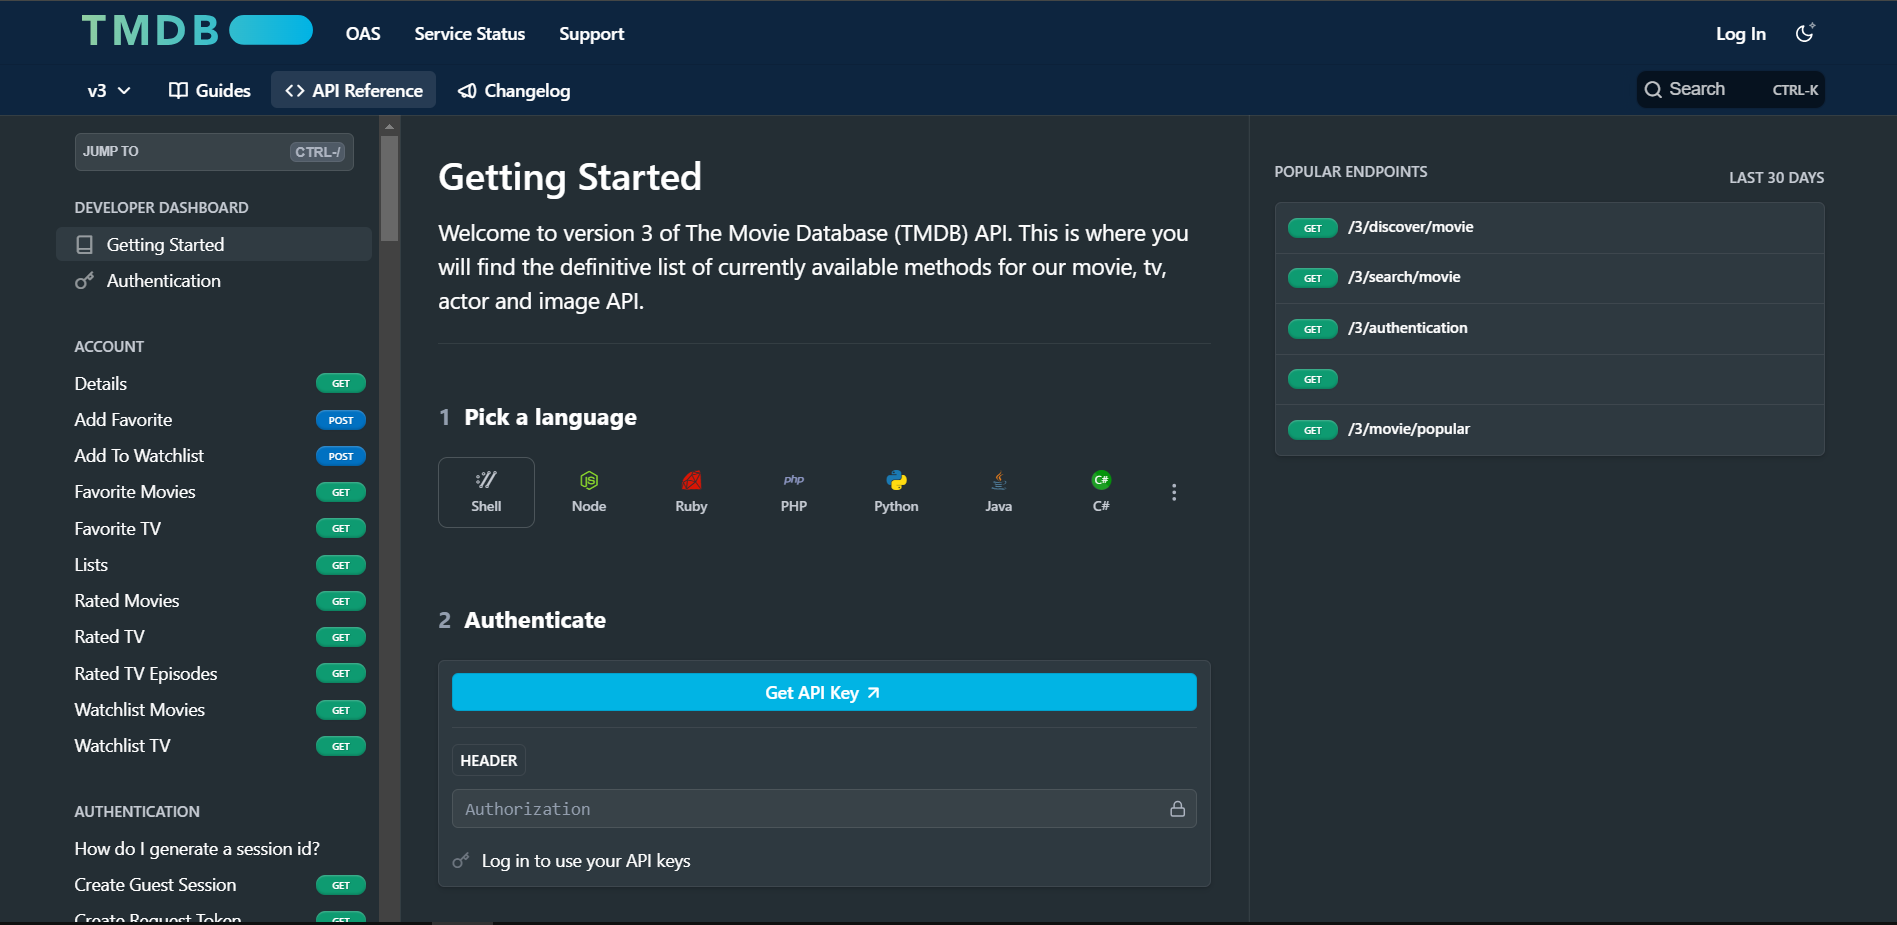 TMDB
OAS
Service Status
Support
Log In
v3
Guides
API Reference
Changelog
Search
CTRL-K
JUMP TO
CTRL-/
DEVELOPER DASHBOARD
Getting Started
Authentication
ACCOUNT
Details GET
Add Favorite POST
Add To Watchlist POST
Favorite Movies GET
Favorite TV GET
Lists GET
Rated Movies GET
Rated TV GET
Rated TV Episodes GET
Watchlist Movies GET
Watchlist TV GET
AUTHENTICATION
How do I generate a session id?
Create Guest Session GET
Create Request Token GET
Getting Started
Welcome to version 3 of The Movie Database (TMDB) API. This is where you
will find the definitive list of currently available methods for our movie, tv,
actor and image API.
1 Pick a language
Shell
JS
Node
Ruby
php
PHP
Python
Java
C#
C#
2 Authenticate
Get API Key
HEADER
Authorization
Log in to use your API keys
POPULAR ENDPOINTS
LAST 30 DAYS
GET /3/discover/movie
GET /3/search/movie
GET /3/authentication
GET
GET /3/movie/popular